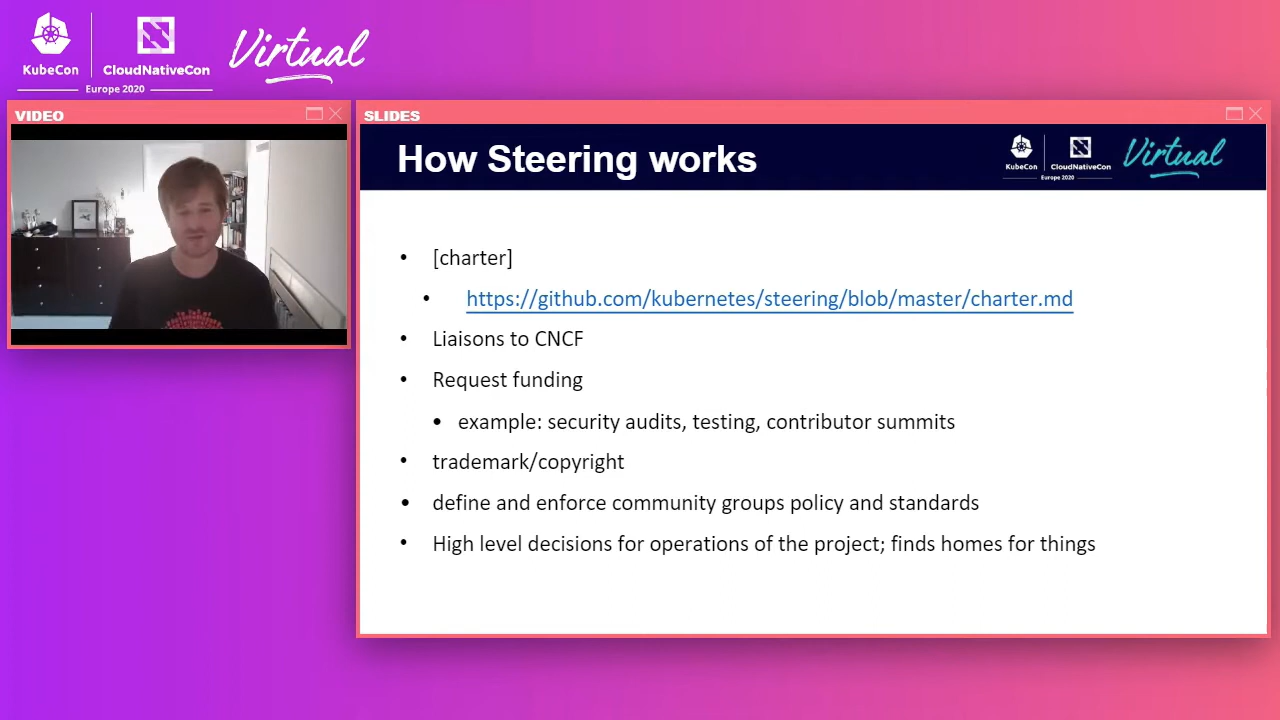 KubeCon
CloudNativeCon
Europe 2020
Virtual
VIDEO
SLIDES
How Steering works
KubeCon
CloudNativeCon
Europe 2020
Virtual
• [charter]
• https://github.com/kubernetes/steering/blob/master/charter.md
• Liaisons to CNCF
• Request funding
• example: security audits, testing, contributor summits
• trademark/copyright
• define and enforce community groups policy and standards
• High level decisions for operations of the project; finds homes for things